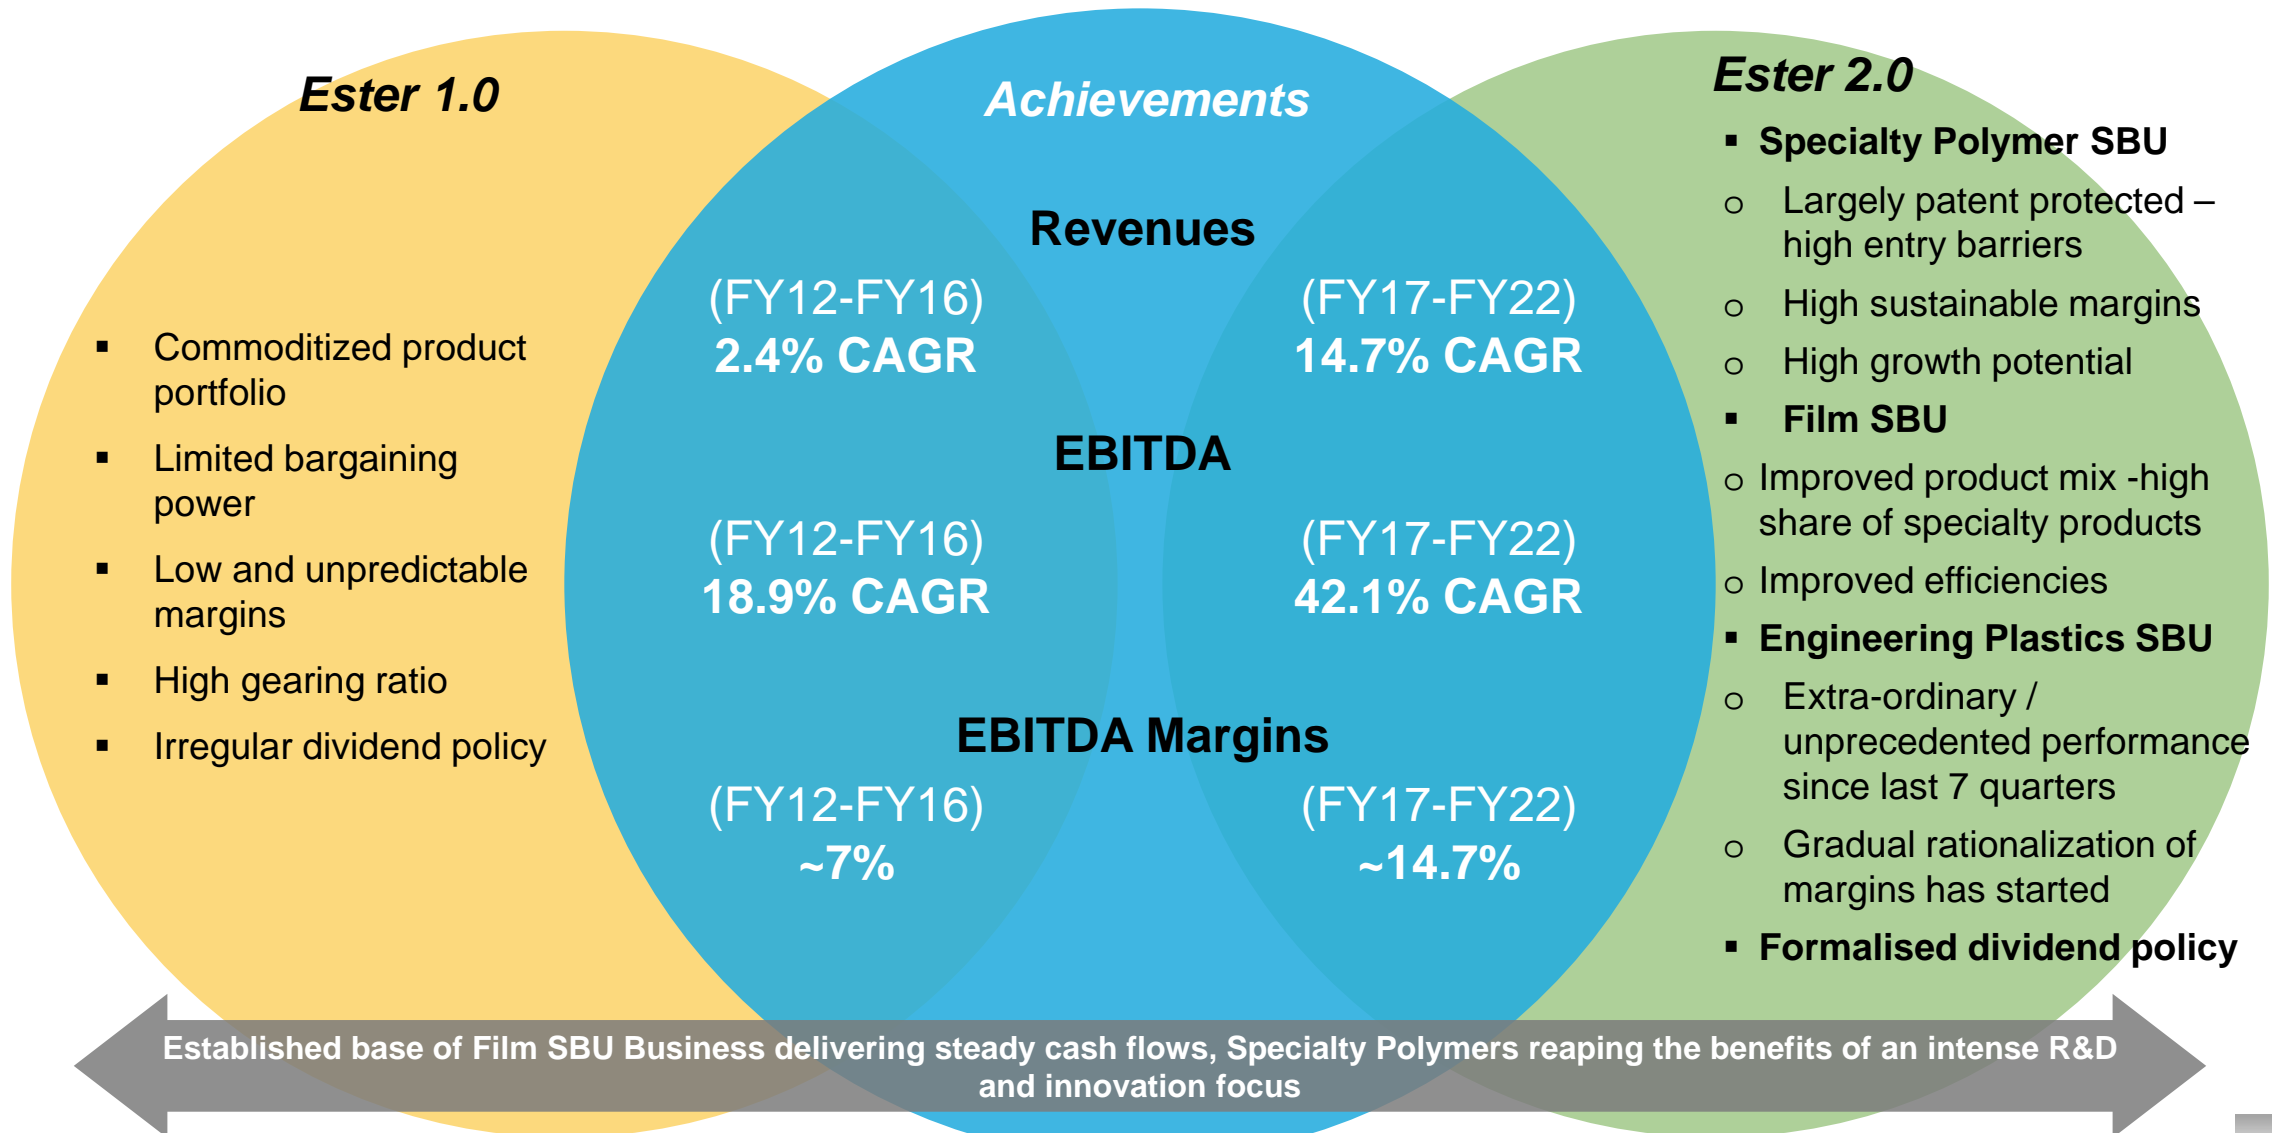 Ester 1.0
▪ Commoditized product
portfolio
▪ Limited bargaining
power
▪ Low and unpredictable
margins
▪ High gearing ratio
▪ Irregular dividend policy
Achievements
Revenues
(FY12-FY16)
2.4% CAGR
(FY17-FY22)
14.7% CAGR
EBITDA
(FY12-FY16)
18.9% CAGR
(FY17-FY22)
42.1% CAGR
EBITDA Margins
(FY12-FY16)
~7%
(FY17-FY22)
~14.7%
Ester 2.0
▪ Specialty Polymer SBU
o Largely patent protected –
high entry barriers
o High sustainable margins
o High growth potential
▪ Film SBU
o Improved product mix -high
share of specialty products
o Improved efficiencies
▪ Engineering Plastics SBU
o Extra-ordinary /
unprecedented performance
since last 7 quarters
o Gradual rationalization of
margins has started
▪ Formalised dividend policy
Established base of Film SBU Business delivering steady cash flows, Specialty Polymers reaping the benefits of an intense R&D
and innovation focus